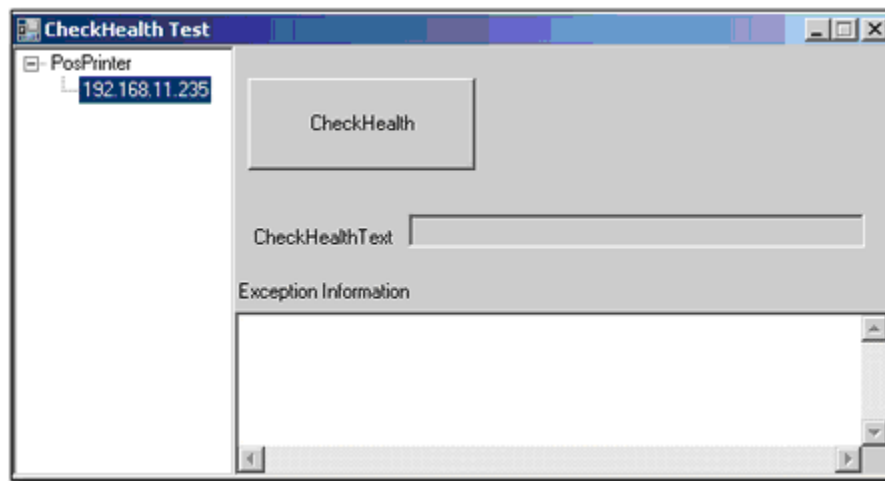 CheckHealth Test
PosPrinter
192.168.11.235
CheckHealth
CheckHealthText
Exception Information